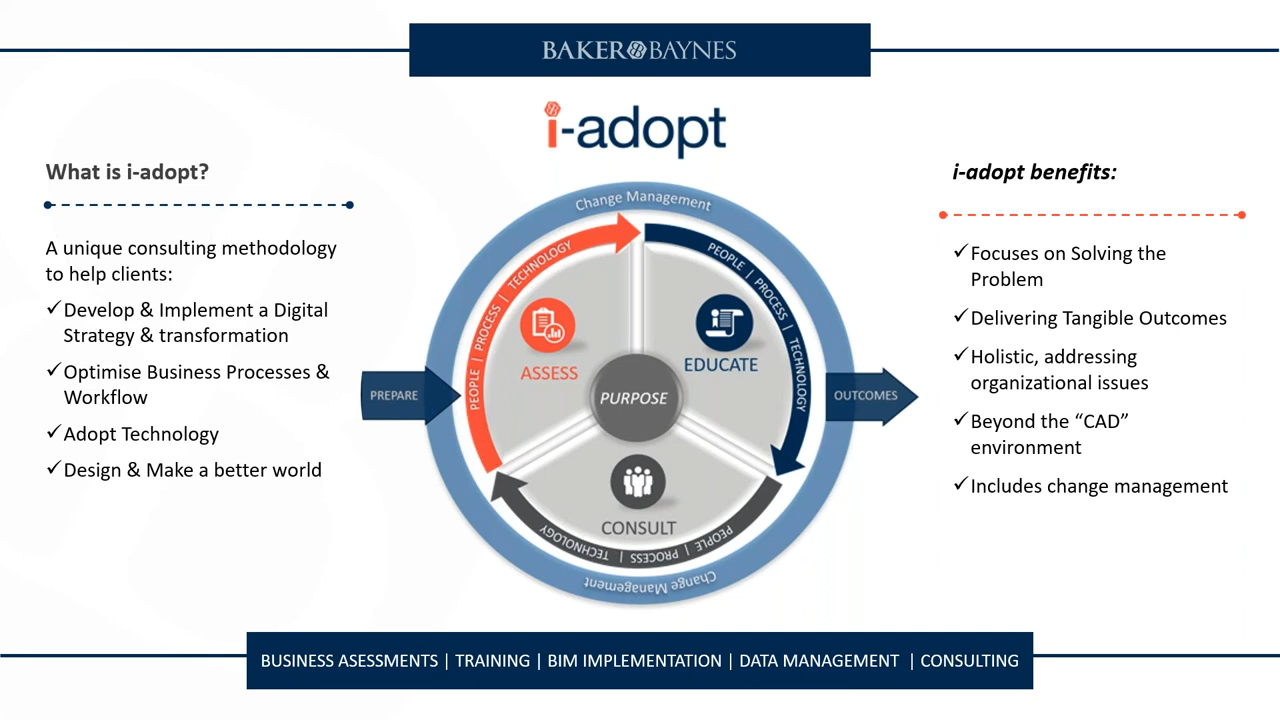 BAKER BAYNES
i-adopt
What is i-adopt?
A unique consulting methodology
to help clients:
✓Develop & Implement a Digital
Strategy & transformation
✓Optimise Business Processes &
Workflow
✓Adopt Technology
✓Design & Make a better world
Change Management
PEOPLE | PROCESS | TECHNOLOGY
PEOPLE | PROCESS | TECHNOLOGY
ASSESS
EDUCATE
PREPARE
PURPOSE
OUTCOMES
CONSULT
PEOPLE | PROCESS | TECHNOLOGY
Change Management
i-adopt benefits:
✓Focuses on Solving the
Problem
✓Delivering Tangible Outcomes
✓Holistic, addressing
organizational issues
✓Beyond the “CAD”
environment
✓Includes change management
BUSINESS ASESSMENTS | TRAINING | BIM IMPLEMENTATION | DATA MANAGEMENT | CONSULTING